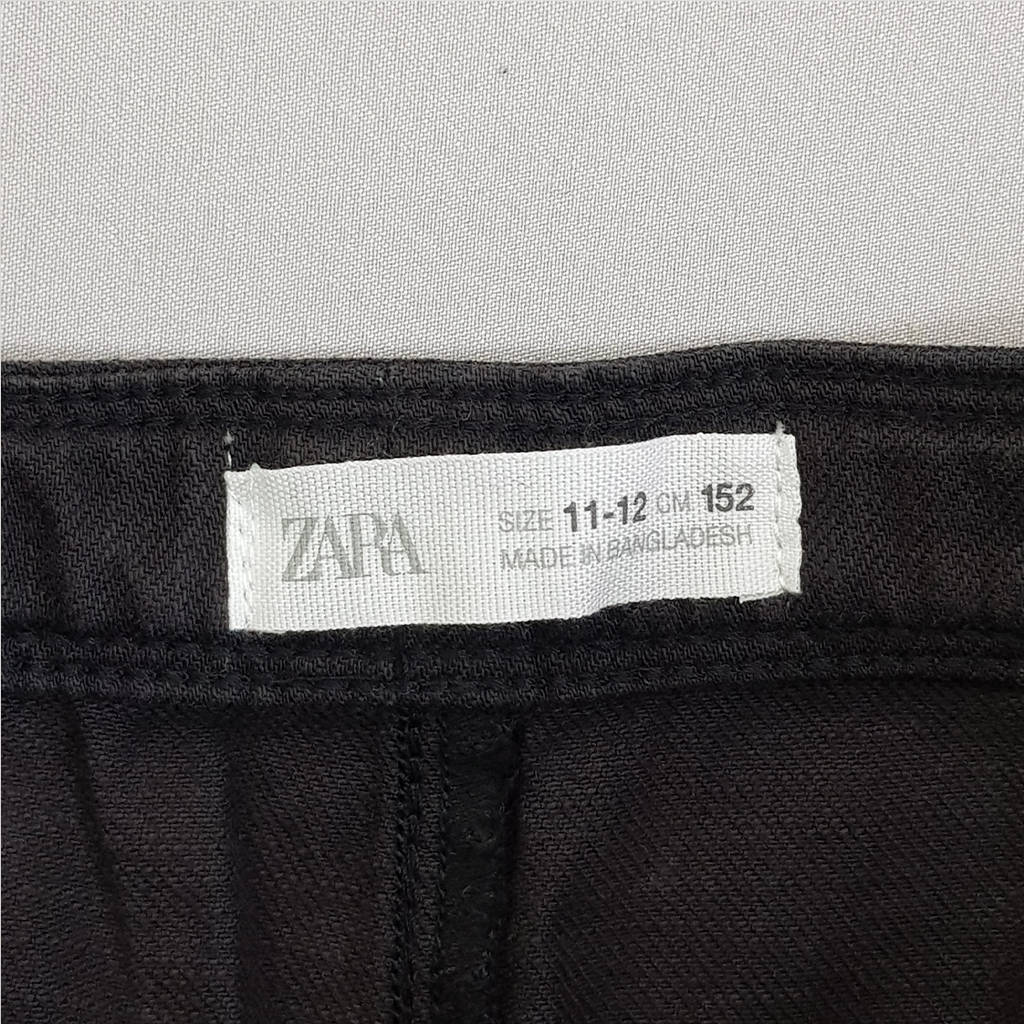 ZARA
SIZE 11-12 CM 152
MADE IN BANGLADESH